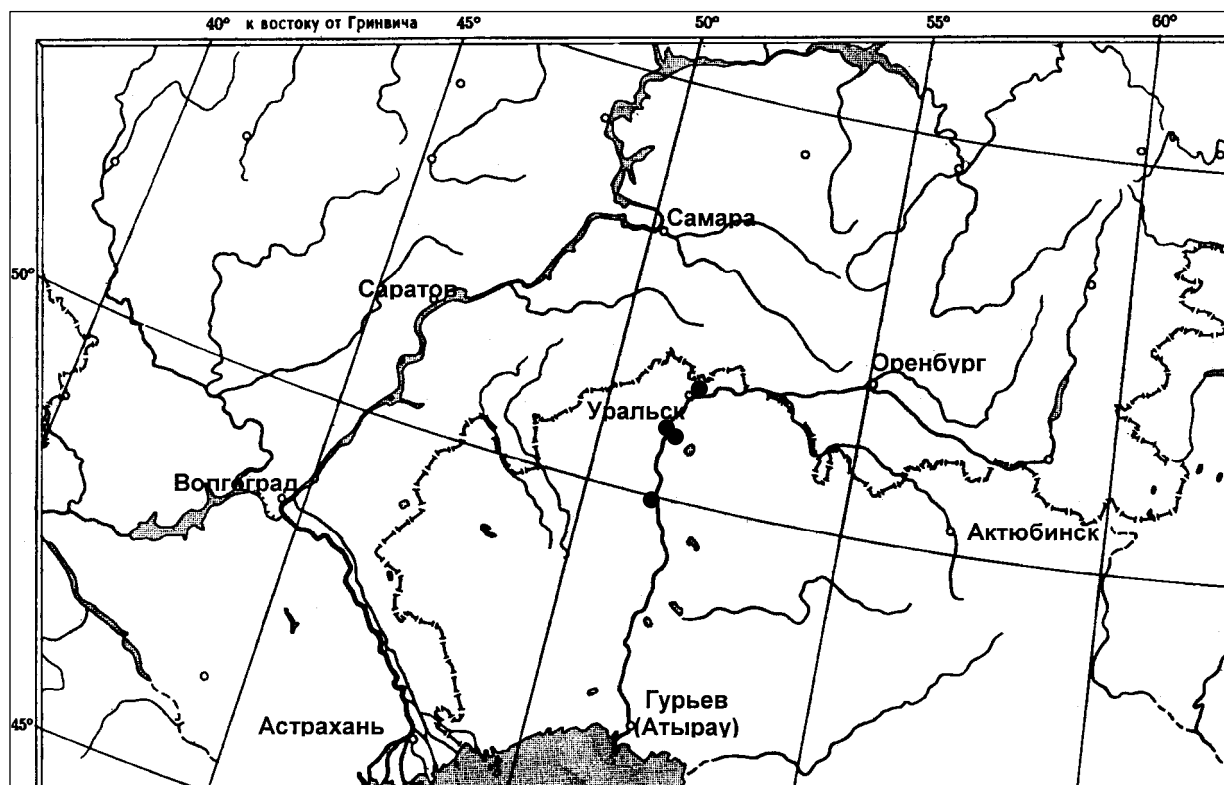 40° к востоку от Гринвича 45° 50° 55° 60°
Самара
50°
Саратов
Оренбург
Уральск
Волгоград
Актюбинск
Гурьев
(Атырау)
45°
Астрахань